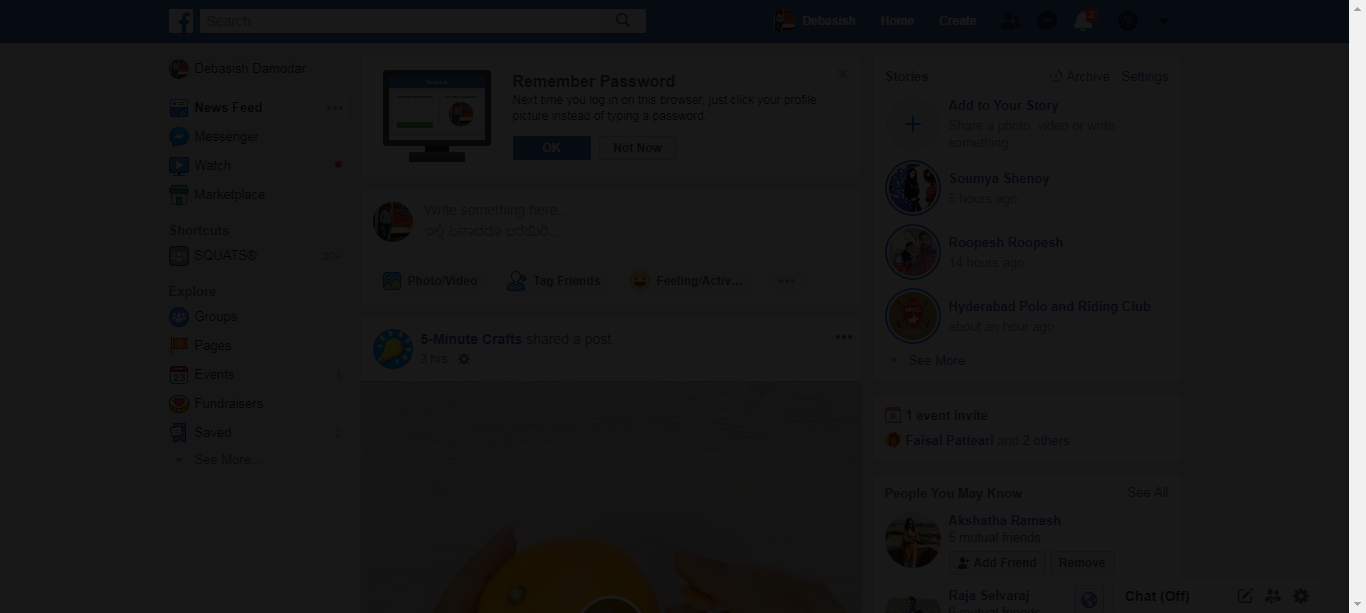 Search
Debasish
Home
Create
2
Debasish Damodar
News Feed
Messenger
Watch
Marketplace
Shortcuts
SQUATS®
20+
Explore
Groups
Pages
Events
Fundraisers
Saved
2
See More...
Remember Password
Next time you log in on this browser, just click your profile
picture instead of typing a password.
OK
Not Now
Write something here...
Photo/Video
Tag Friends
Feeling/Activ...
5-Minute Crafts shared a post.
3 hrs
Stories
Archive · Settings
Add to Your Story
Share a photo, video or write
something
Soumya Shenoy
5 hours ago
Roopesh Roopesh
14 hours ago
Hyderabad Polo and Riding Club
about an hour ago
See More
1 event invite
Faisal Patteari and 2 others
People You May Know
See All
Akshatha Ramesh
5 mutual friends
Add Friend
Remove
Raja Selvaraj
mutual friends
Chat (Off)